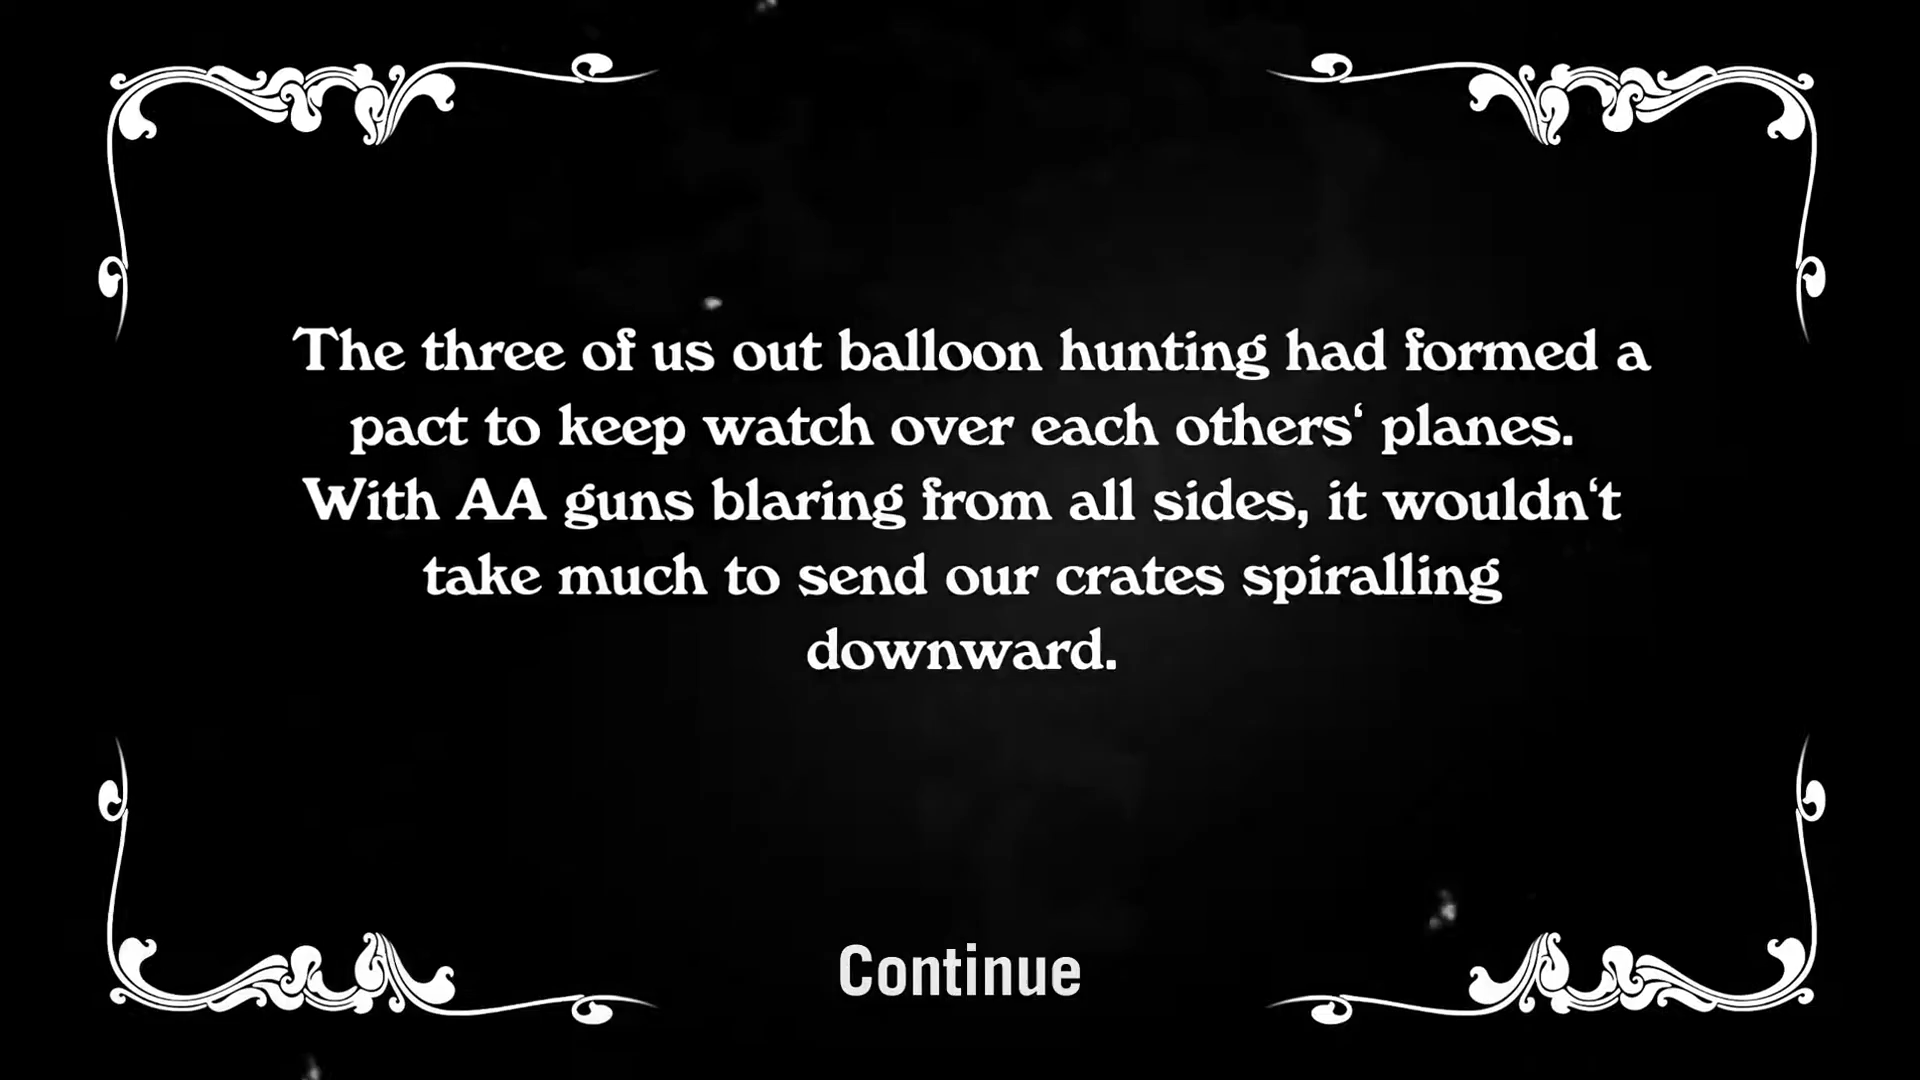 The three of us out balloon hunting had formed a
pact to keep watch over each others‘ planes.
With AA guns blaring from all sides, it wouldn‘t
take much to send our crates spiralling
downward.
Continue